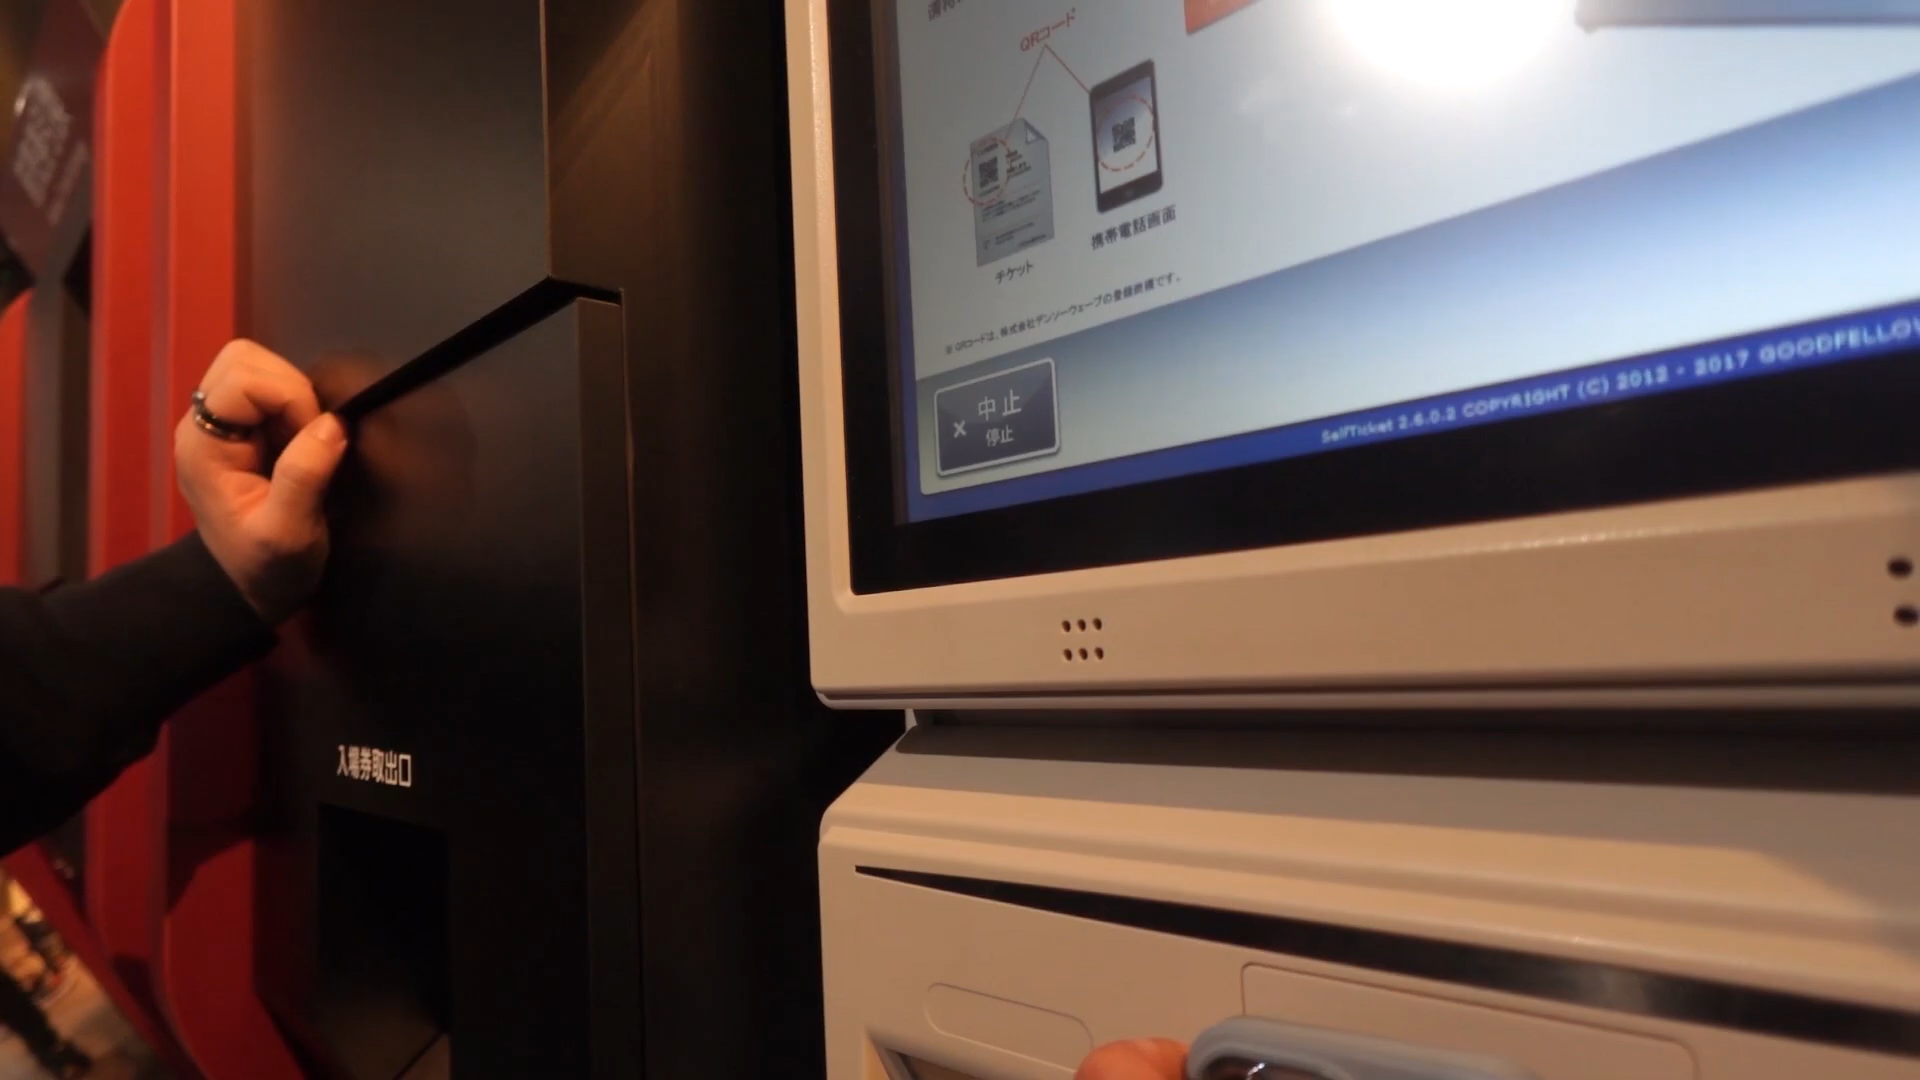 QRコード
チケット
携帯電話画面
※ QRコードは、株式会社デンソーウェーブの登録商標です。
× 中止
停止
SelfTicket 2.6.0.2 COPYRIGHT (C) 2012 - 2017 GOODFELLOW
入場券取出口